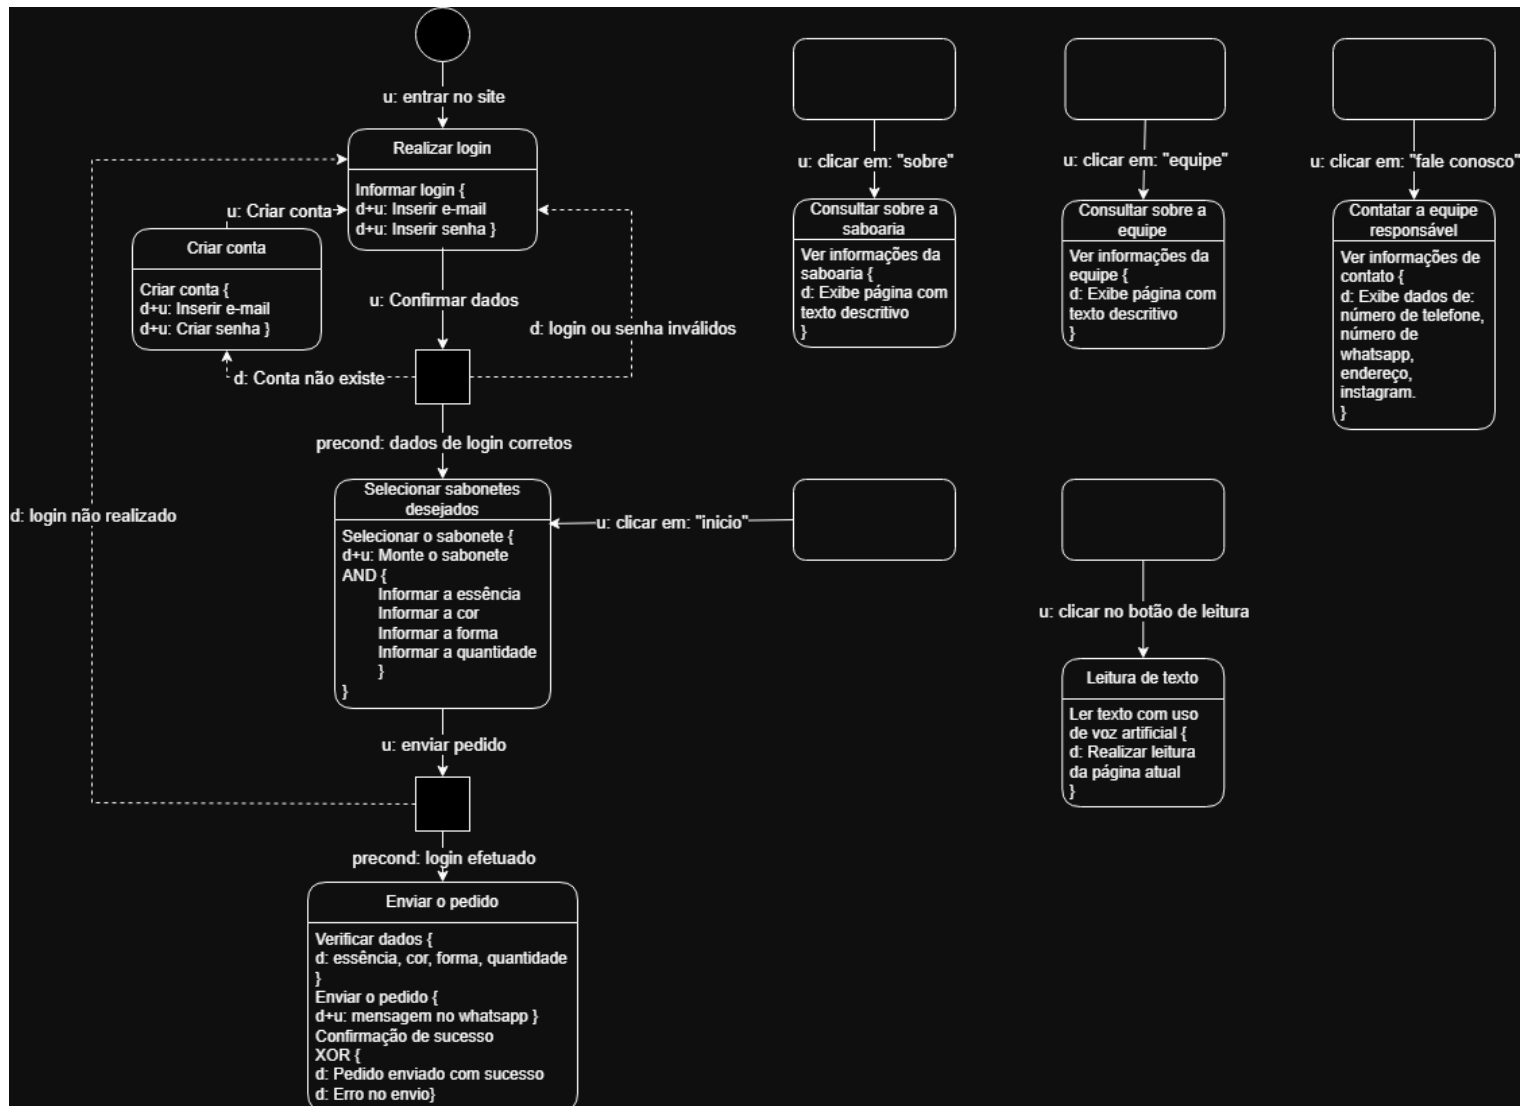 u: entrar no site
Realizar login
Informar login {
d+u: Inserir e-mail
d+u: Inserir senha }
u: Criar conta
Criar conta
Criar conta {
d+u: Inserir e-mail
d+u: Criar senha }
u: Confirmar dados
d: login ou senha inválidos
d: Conta não existe
precond: dados de login corretos
d: login não realizado
Selecionar sabonetes
desejados
Selecionar o sabonete {
d+u: Monte o sabonete
AND {
Informar a essência
Informar a cor
Informar a forma
Informar a quantidade
}
}
u: clicar em: "inicio"
u: enviar pedido
precond: login efetuado
Enviar o pedido
Verificar dados {
d: essência, cor, forma, quantidade
}
Enviar o pedido {
d+u: mensagem no whatsapp }
Confirmação de sucesso
XOR {
d: Pedido enviado com sucesso
d: Erro no envio}
u: clicar em: "sobre"
Consultar sobre a
saboaria
Ver informações da
saboaria {
d: Exibe página com
texto descritivo
}
u: clicar em: "equipe"
Consultar sobre a
equipe
Ver informações da
equipe {
d: Exibe página com
texto descritivo
}
u: clicar em: "fale conosco"
Contatar a equipe
responsável
Ver informações de
contato {
d: Exibe dados de:
número de telefone,
número de
whatsapp,
endereço,
instagram.
}
u: clicar no botão de leitura
Leitura de texto
Ler texto com uso
de voz artificial {
d: Realizar leitura
da página atual
}